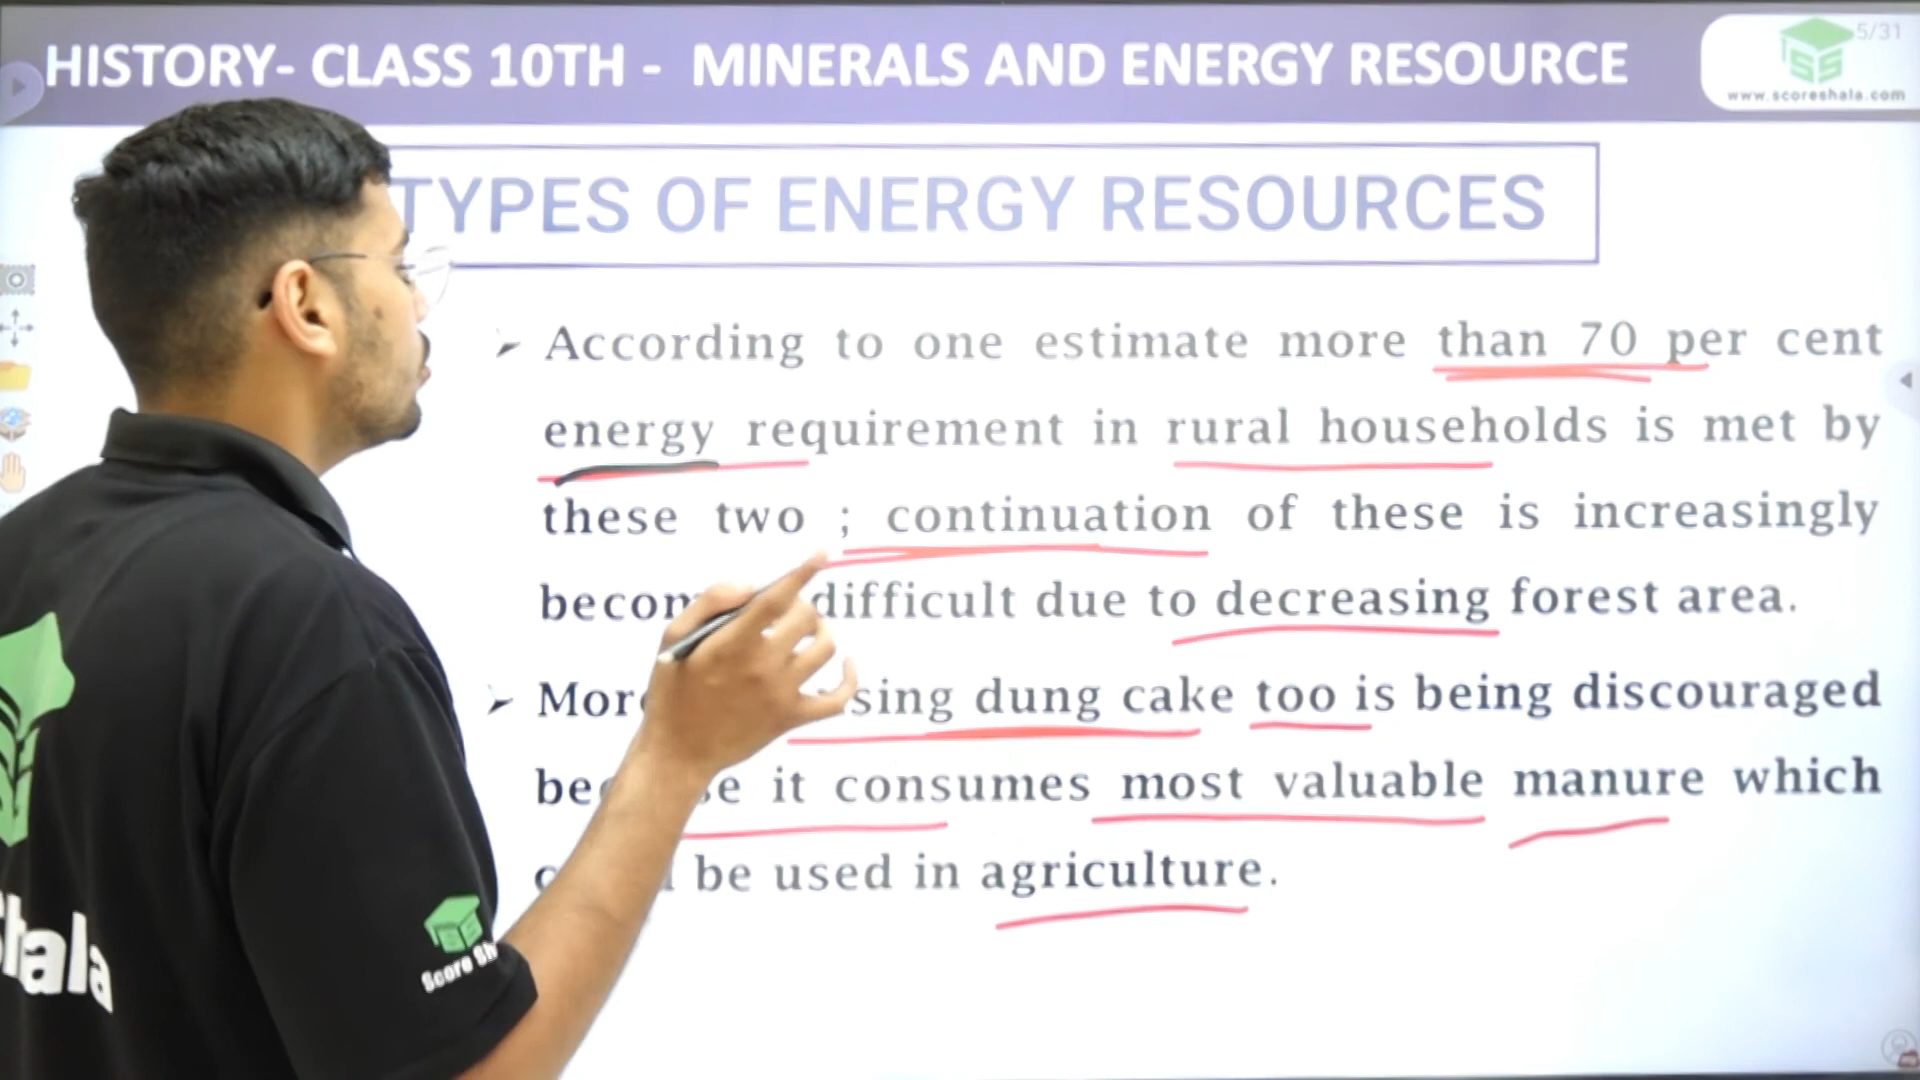 HISTORY- CLASS 10TH - MINERALS AND ENERGY RESOURCE
5/31
www.scoreshala.com
TYPES OF ENERGY RESOURCES
According to one estimate more than 70 per cent
energy requirement in rural households is met by
these two ; continuation of these is increasingly
difficult due to decreasing forest area.
dung cake too is being discouraged
it consumes most valuable manure which
be used in agriculture.
Score Sh
hala